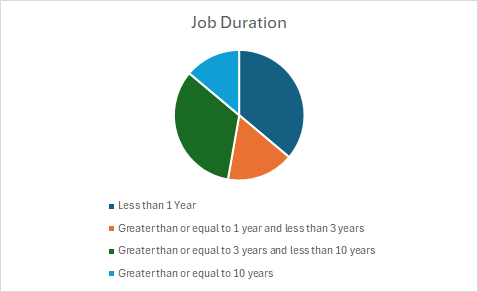 Job Duration
Less than 1 Year
Greater than or equal to 1 year and less than 3 years
Greater than or equal to 3 years and less than 10 years
Greater than or equal to 10 years